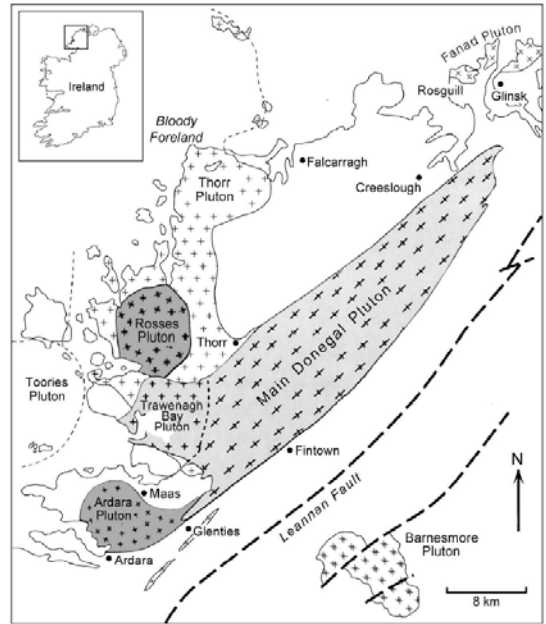 Ireland
Fanad Pluton
Rosguill
Glinsk
Bloody
Foreland
Falcarragh
Creeslough
Thorr
Pluton
Rosses
Pluton
Thorr
Main Donegal Pluton
Toories
Pluton
Trawenagh
Bay
Pluton
Fintown
Maas
Ardara
Pluton
Glenties
Ardara
Leannan Fault
Barnesmore
Pluton
N
8 km